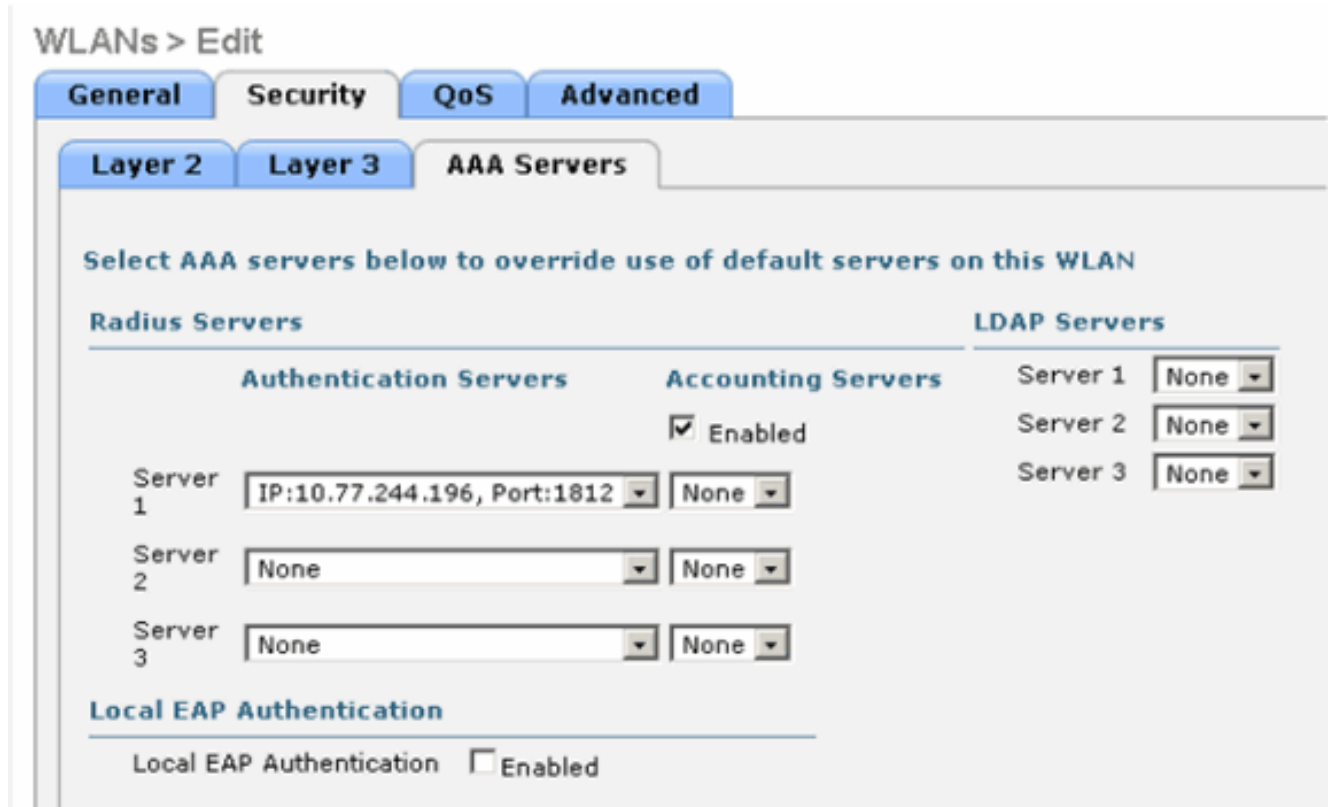 WLANs > Edit
General Security QoS Advanced
Layer 2 Layer 3 AAA Servers
Select AAA servers below to override use of default servers on this WLAN
Radius Servers LDAP Servers
Authentication Servers Accounting Servers Server 1 None
Enabled Server 2 None
Server 1 IP:10.77.244.196, Port:1812 None Server 3 None
Server 2 None None
Server 3 None None
Local EAP Authentication
Local EAP Authentication Enabled